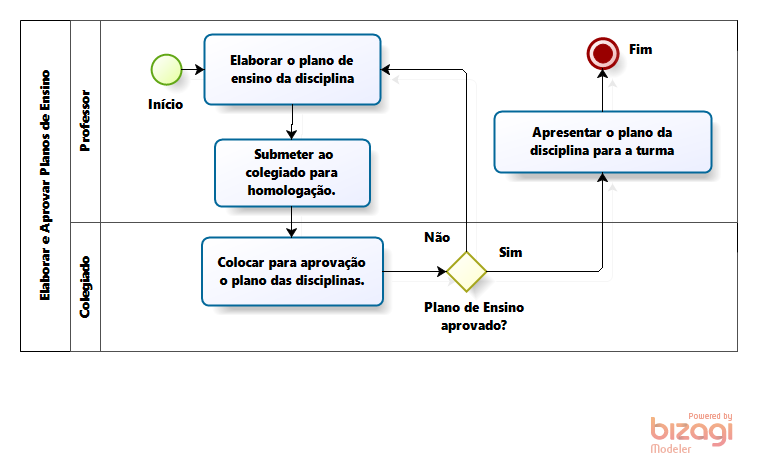 Elaborar e Aprovar Planos de Ensino
Professor
Início
Elaborar o plano de
ensino da disciplina
Submeter ao
colegiado para
homologação.
Fim
Apresentar o plano da
disciplina para a turma
Colegiado
Colocar para aprovação
o plano das disciplinas.
Não
Sim
Plano de Ensino
aprovado?
Powered by
bizagi
Modeler